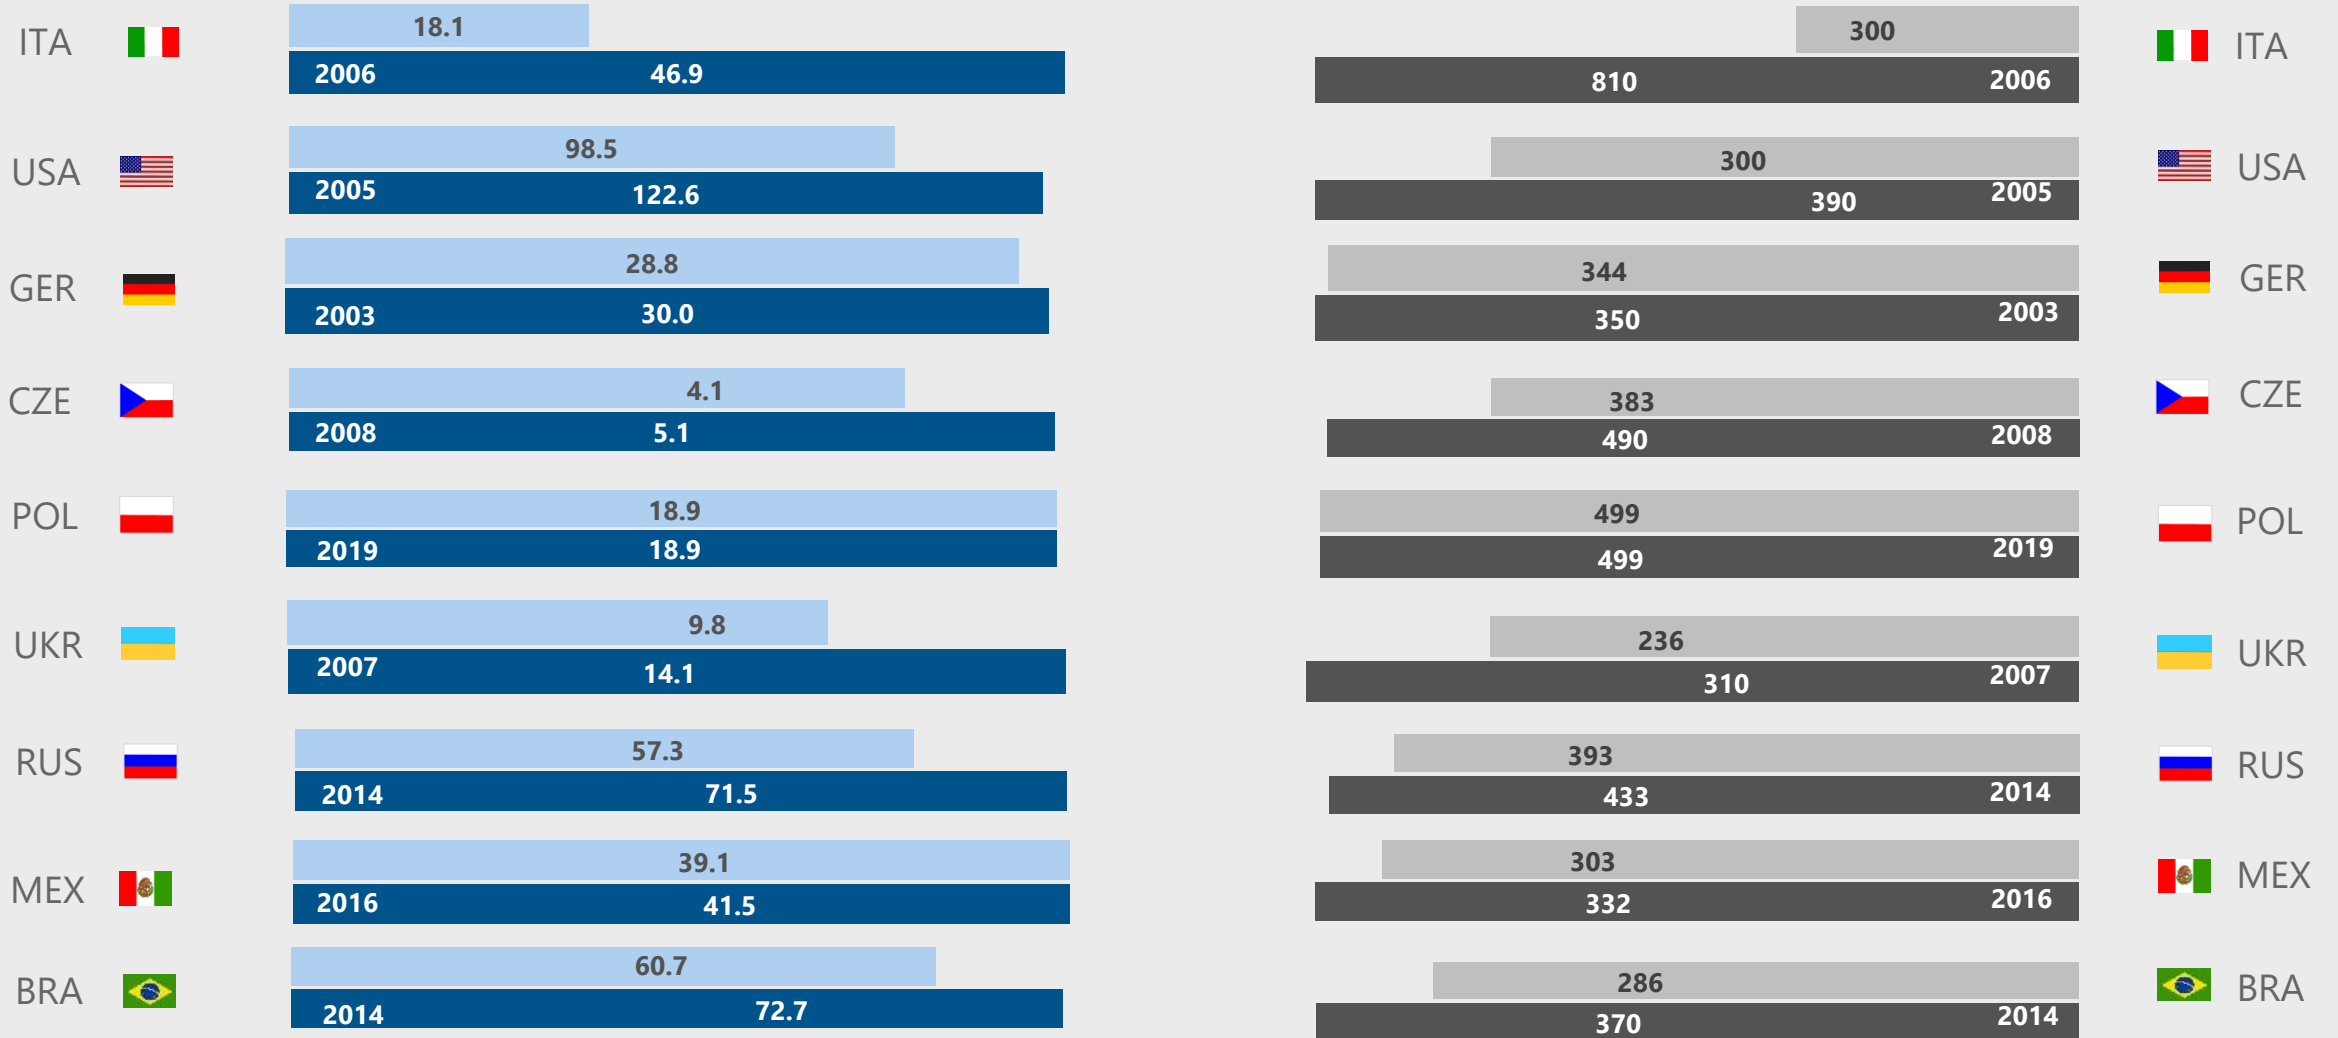 ITA 18.1 300 ITA
2006 46.9 810 2006
USA 98.5 300 USA
2005 122.6 390 2005
GER 28.8 344 GER
2003 30.0 350 2003
CZE 4.1 383 CZE
2008 5.1 490 2008
POL 18.9 499 POL
2019 18.9 499 2019
UKR 9.8 236 UKR
2007 14.1 310 2007
RUS 57.3 393 RUS
2014 71.5 433 2014
MEX 39.1 303 MEX
2016 41.5 332 2016
BRA 60.7 286 BRA
2014 72.7 370 2014